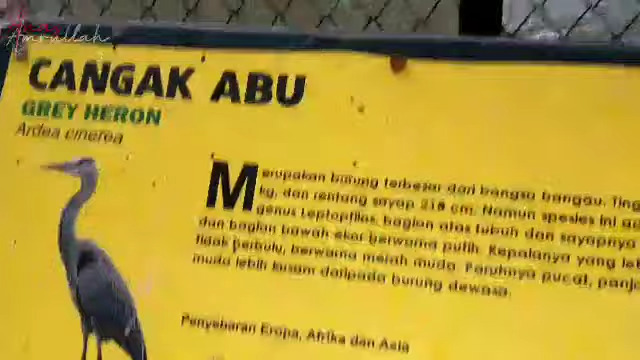 Amrullah
CANGAK ABU
GREY HERON
Ardea cinerea
Merupakan burung terbesar dari bangsa bangau. Ting
kg, dan rentang sayap 218 cm. Namun spesies ini
genus Leptoptilos, bagian atas tubuh dan sayapnya
dan bagian bawah ekor berwarna putih. Kepalanya yang
tidak berbulu, berwarna merah muda. Paruhnya pucat,
muda lebih kusam daripada burung dewasa.
Penyebaran Eropa, Afrika dan Asia